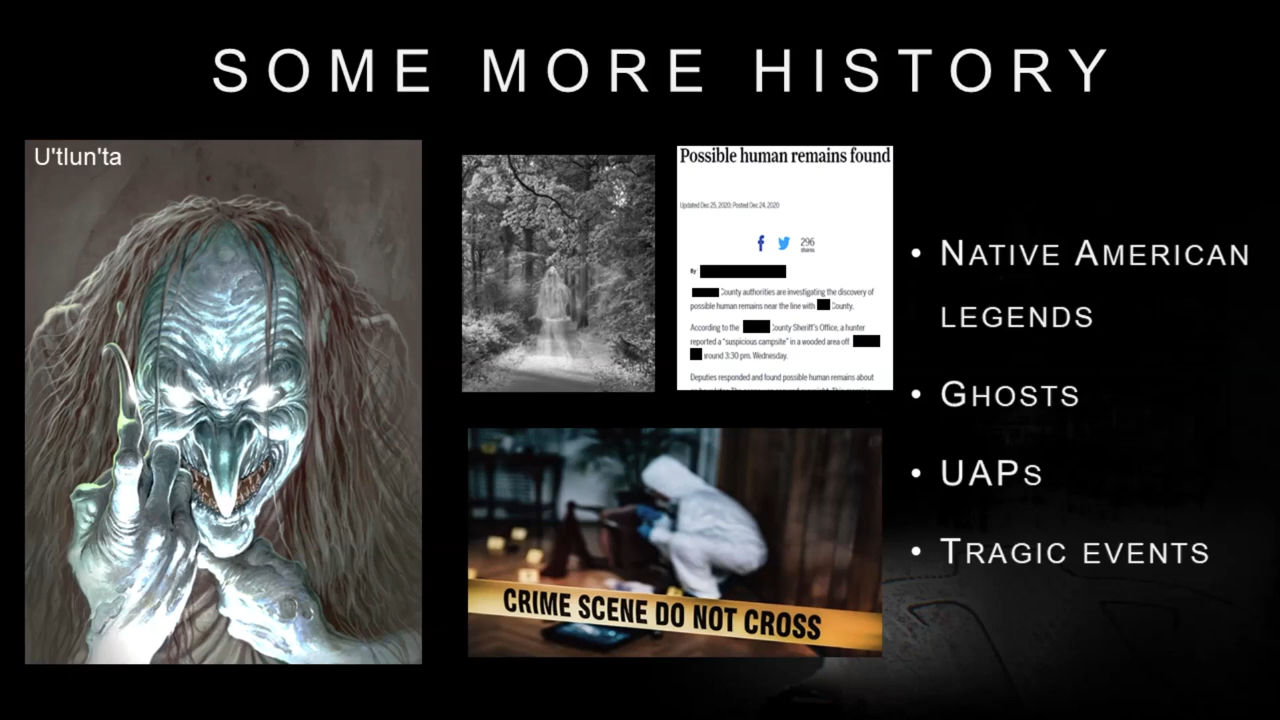 SOME MORE HISTORY
U'tlun'ta
Possible human remains found
Updated Dec 25, 2020; Posted Dec 24, 2020
296
shares
By
County authorities are investigating the discovery of
possible human remains near the line with County.
According to the County Sheriff's Office, a hunter
reported a "suspicious campsite" in a wooded area off
around 3:30 pm. Wednesday.
Deputies responded and found possible human remains about
CRIME SCENE DO NOT CROSS
• NATIVE AMERICAN
LEGENDS
• GHOSTS
• UAPS
• TRAGIC EVENTS